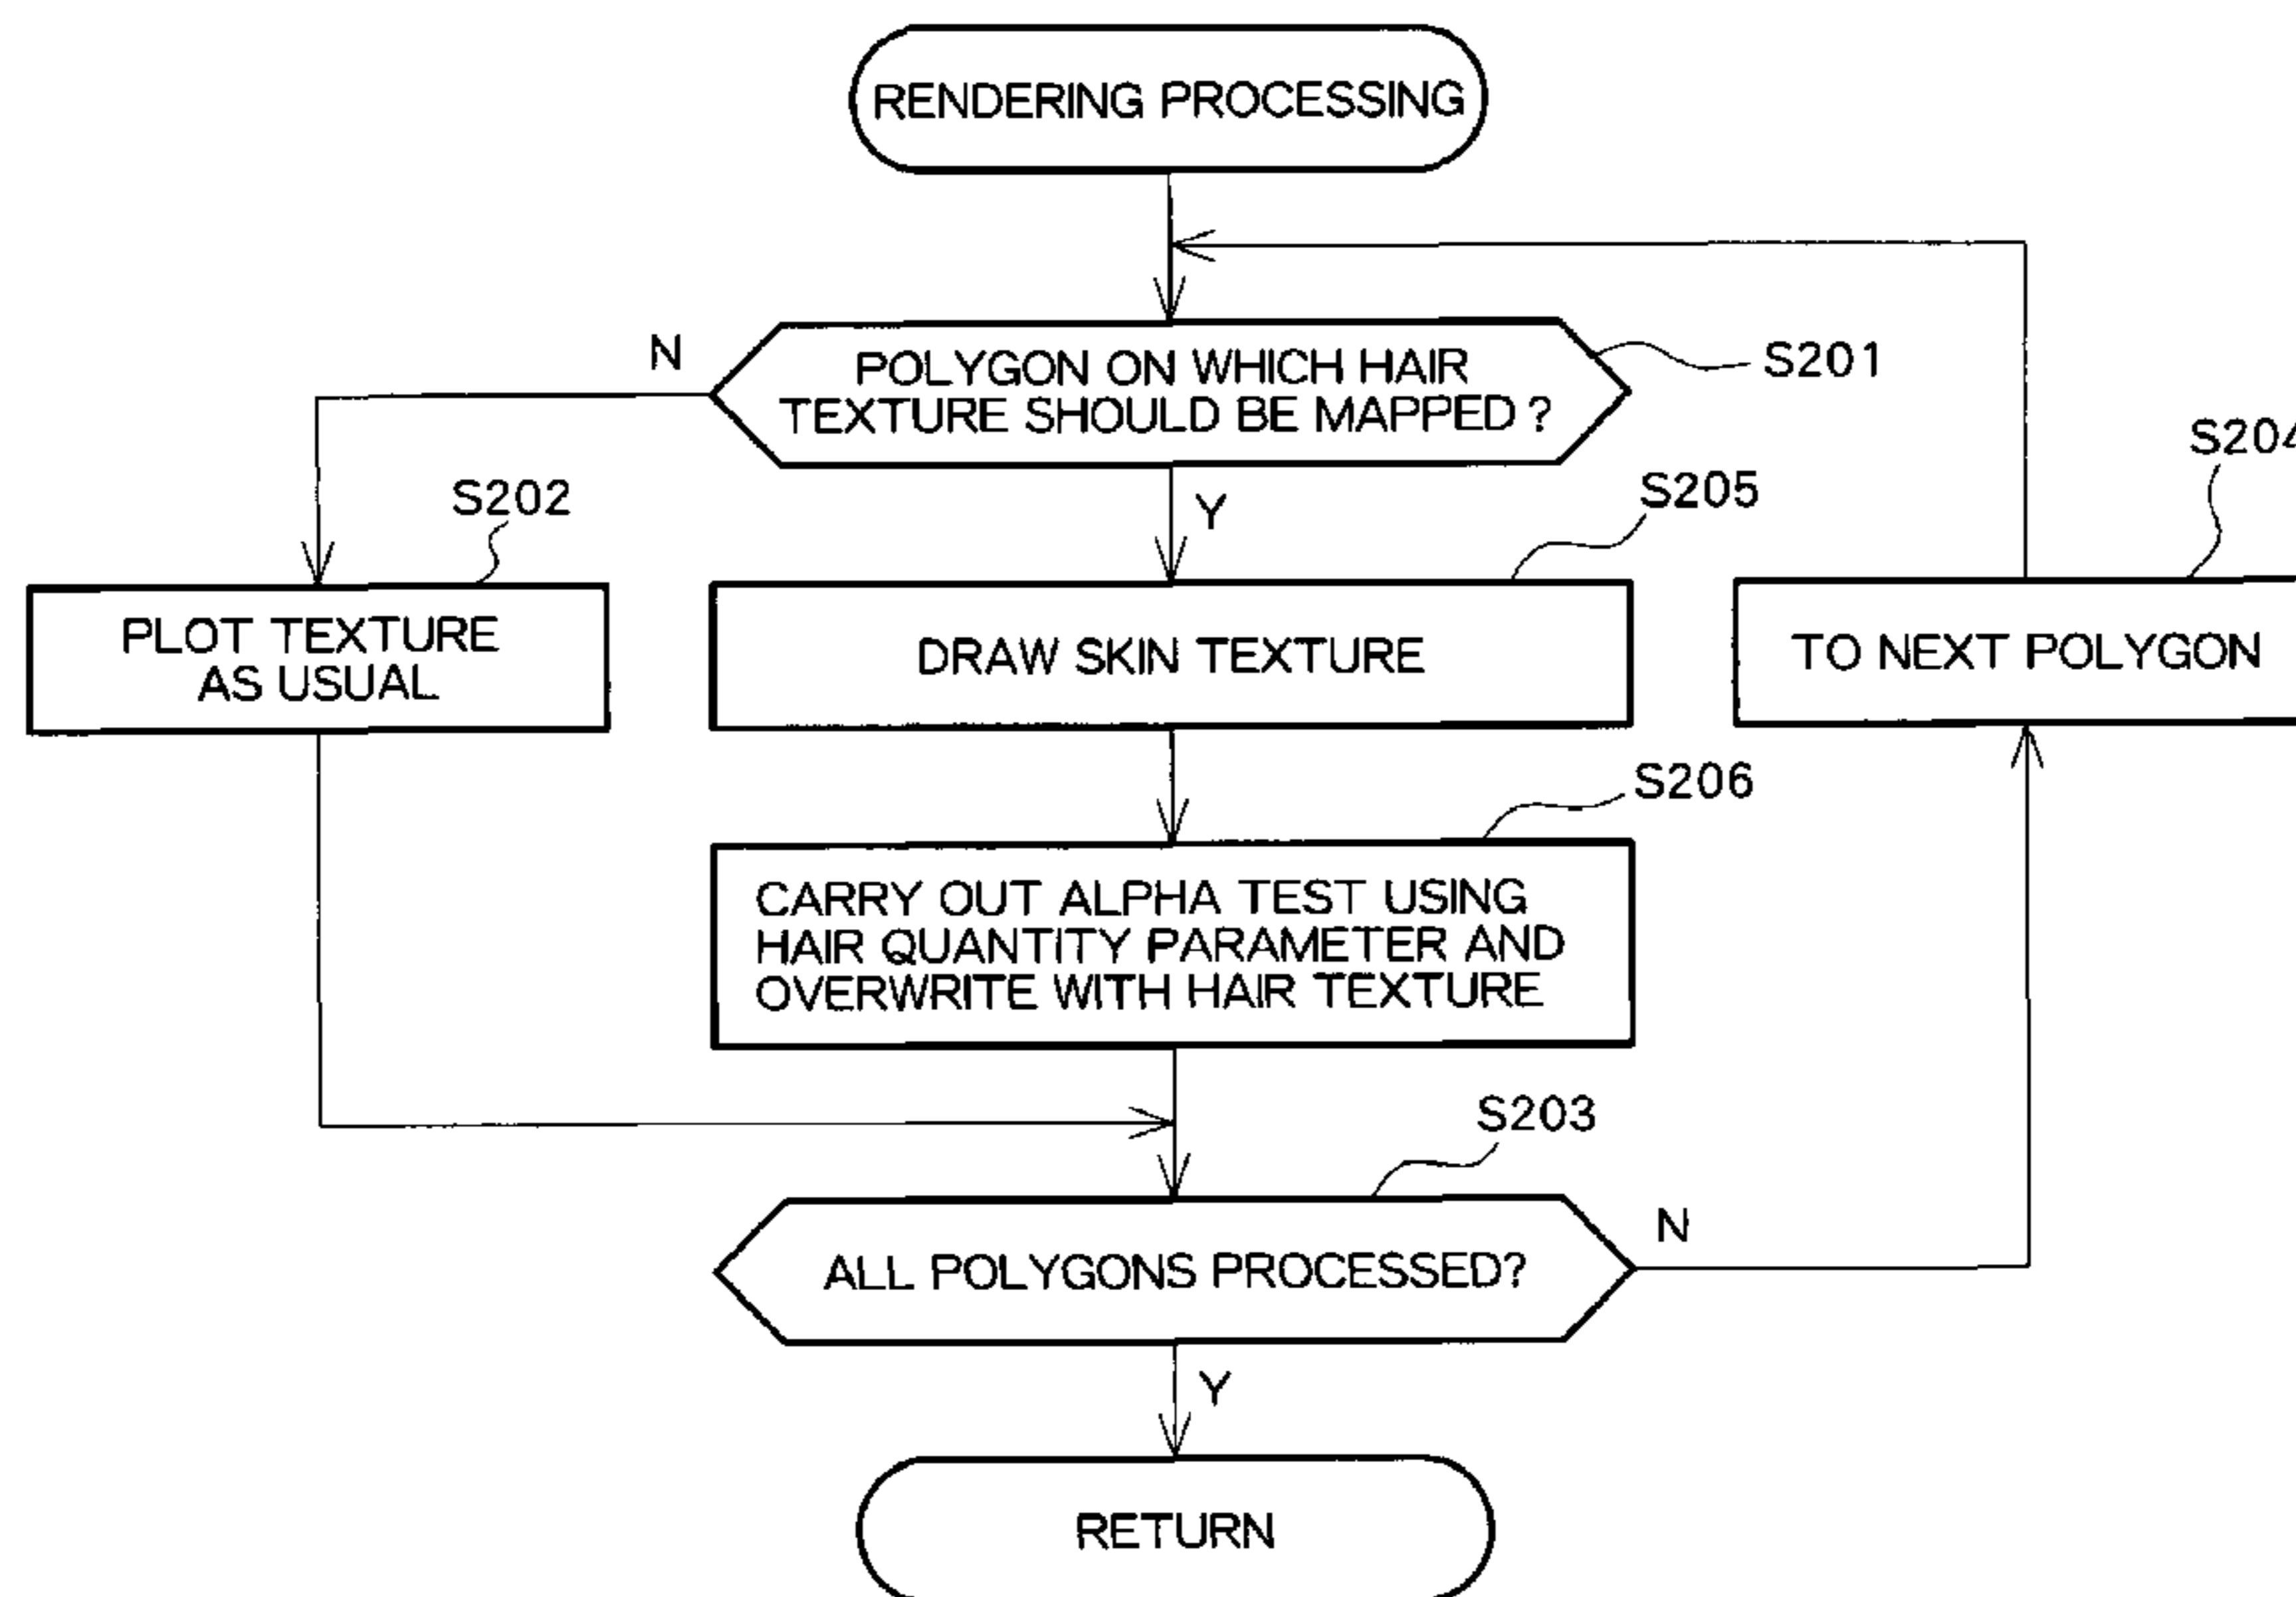 RENDERING PROCESSING
N
POLYGON ON WHICH HAIR
TEXTURE SHOULD BE MAPPED?
S201
S204
S202
Y
S205
PLOT TEXTURE
AS USUAL
DRAW SKIN TEXTURE
TO NEXT POLYGON
S206
CARRY OUT ALPHA TEST USING
HAIR QUANTITY PARAMETER AND
OVERWRITE WITH HAIR TEXTURE
S203
ALL POLYGONS PROCESSED?
N
Y
RETURN